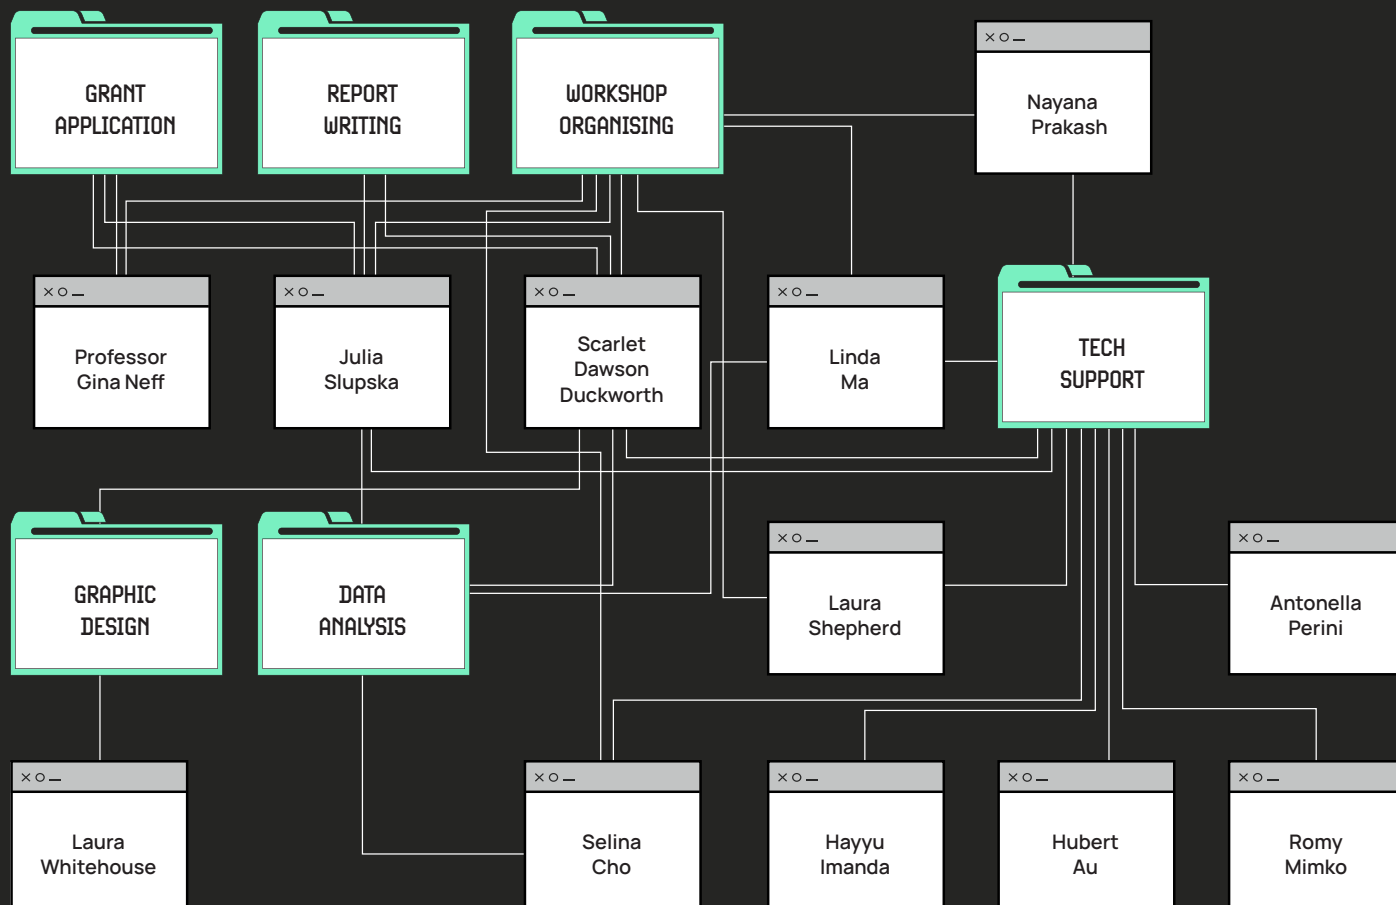 GRANT
APPLICATION
REPORT
WRITING
WORKSHOP
ORGANISING
Nayana
Prakash
Professor
Gina Neff
Julia
Slupska
Scarlet
Dawson
Duckworth
Linda
Ma
TECH
SUPPORT
GRAPHIC
DESIGN
DATA
ANALYSIS
Laura
Shepherd
Antonella
Perini
Laura
Whitehouse
Selina
Cho
Hayyu
Imanda
Hubert
Au
Romy
Mimko